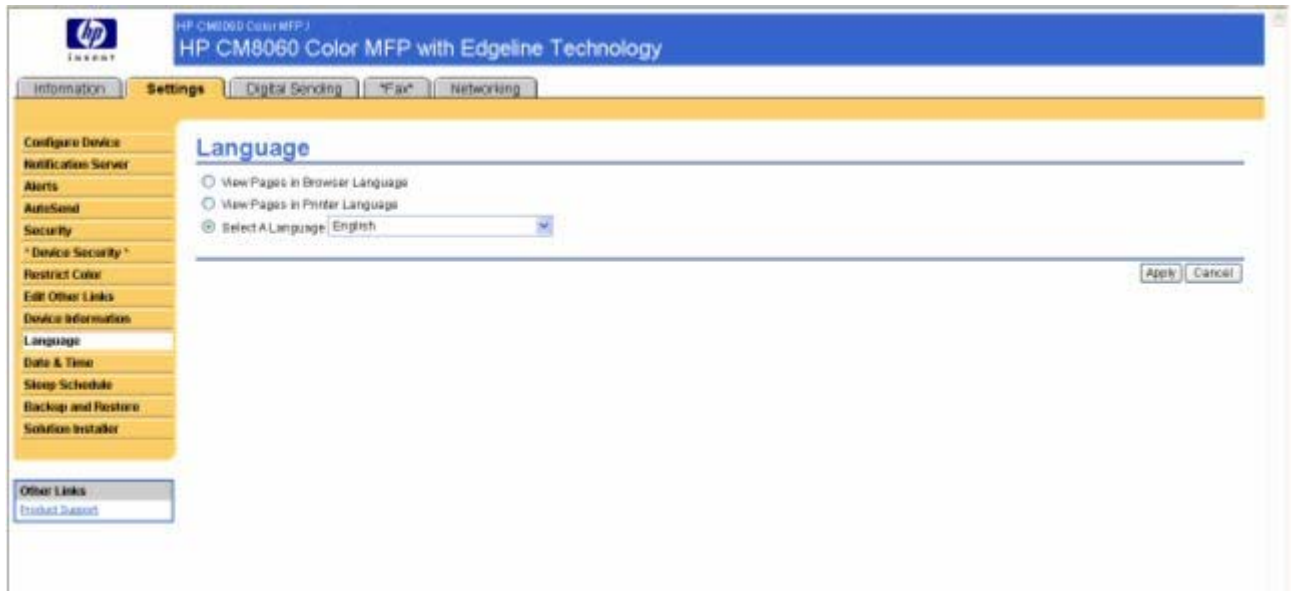 hp
invent
HP CM8060 Color MFP J
HP CM8060 Color MFP with Edgeline Technology
Information
Settings
Digital Sending
*Fax*
Networking
Configure Device
Notification Server
Alerts
AutoSend
Security
* Device Security *
Restrict Color
Edit Other Links
Device Information
Language
Date & Time
Sleep Schedule
Backup and Restore
Solution Installer
Other Links
Product Support
Language
View Pages in Browser Language
View Pages in Printer Language
Select A Language English
Apply Cancel